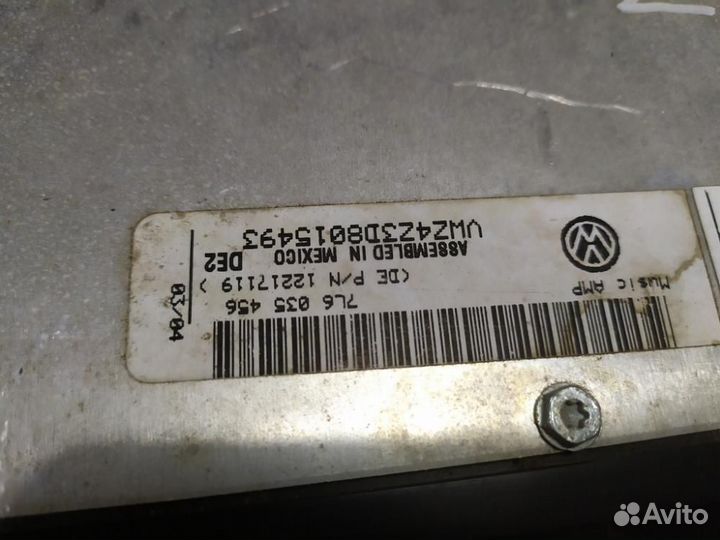 Music AMP
7L6 035 456
(DE P/N 12217119 )
ASSEMBLED IN MEXICO DE2
VWZ4Z3D8015493
03/04
Avito